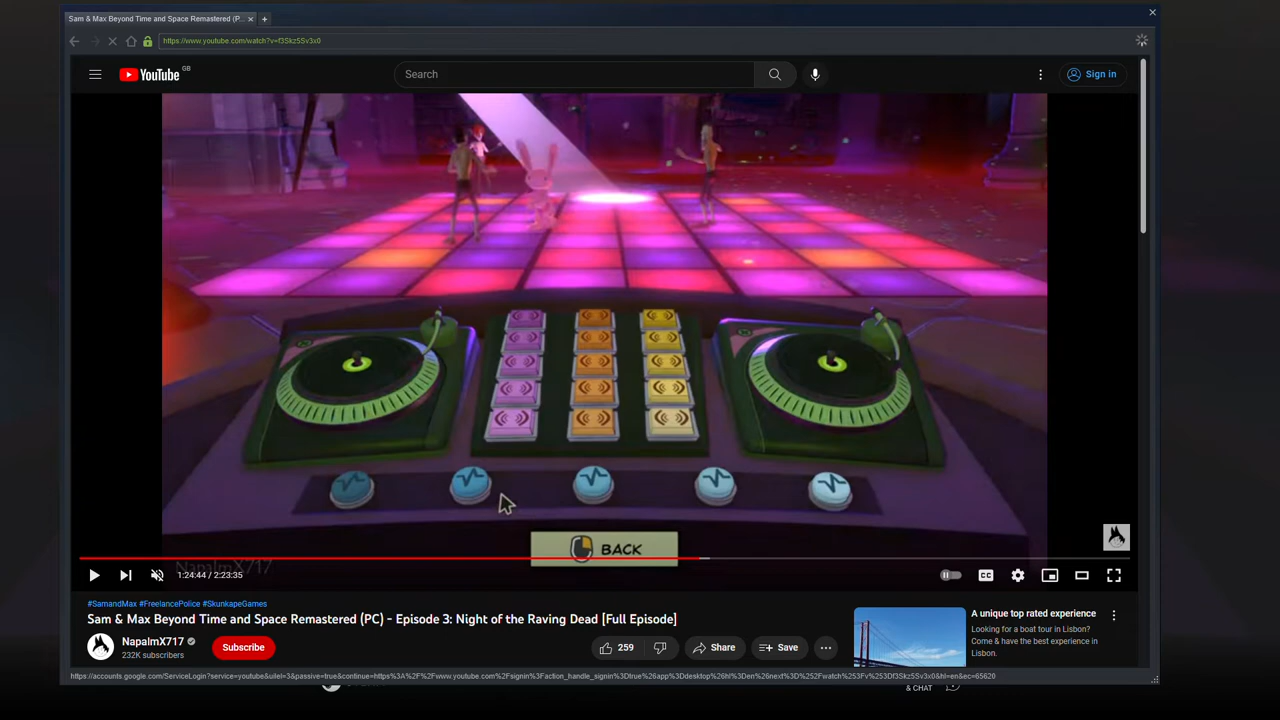 Sam & Max Beyond Time and Space Remastered (P...
https://www.youtube.com/watch?v=f3Skz5Sv3x0
YouTube GB
Search
Sign in
BACK
NapalmX717
1:24:44 / 2:23:35
#SamandMax #FreelancePolice #SkunkapeGames
Sam & Max Beyond Time and Space Remastered (PC) - Episode 3: Night of the Raving Dead [Full Episode]
NapalmX717
232K subscribers
Subscribe
259
Share
Save
A unique top rated experience
Looking for a boat tour in Lisbon?
Come & have the best experience in
Lisbon.
https://accounts.google.com/ServiceLogin?service=youtube&uilel=3&passive=true&continue=https%3A%2F%2Fwww.youtube.com%2Fsignin%3Faction_handle_signin%3Dtrue%26app%3Ddesktop%26hl%3Den%26next%3D%252Fwatch%253Fv%253Df3Skz5Sv3x0&hl=en&ec=65620
& CHAT